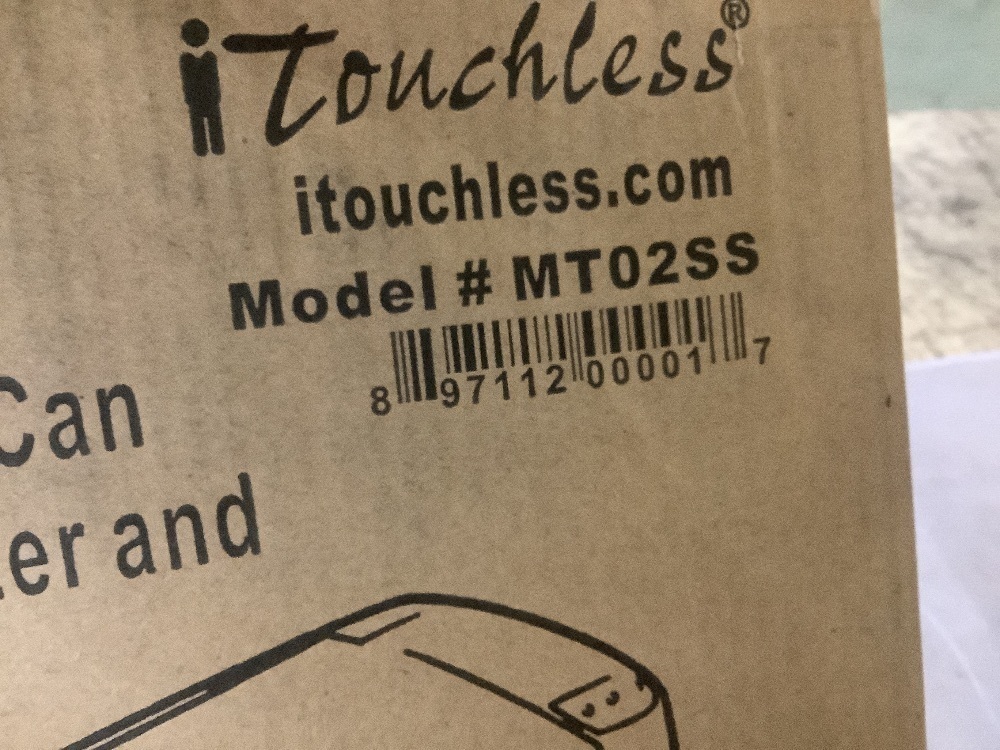 iTouchless®
itouchless.com
Model # MT02SS
8 97112 00001 7
Can
er and